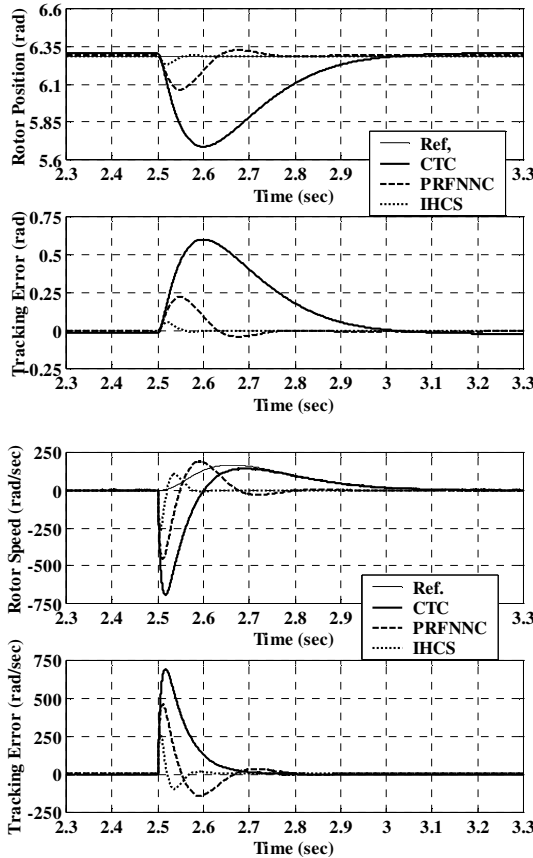 6.6
6.35
6.1
5.85
5.6
Rotor Position (rad)
2.3 2.4 2.5 2.6 2.7 2.8 2.9 3 3.1 3.2 3.3
Time (sec)
Ref,
CTC
PRFNNC
IHCS
0.75
0.5
0.25
0
-0.25
Tracking Error (rad)
2.3 2.4 2.5 2.6 2.7 2.8 2.9 3 3.1 3.2 3.3
Time (sec)
250
0
-250
-500
-750
Rotor Speed (rad/sec)
2.3 2.4 2.5 2.6 2.7 2.8 2.9 3 3.1 3.2 3.3
Time (sec)
Ref.
CTC
PRFNNC
IHCS
750
500
250
0
-250
Tracking Error (rad/sec)
2.3 2.4 2.5 2.6 2.7 2.8 2.9 3 3.1 3.2 3.3
Time (sec)